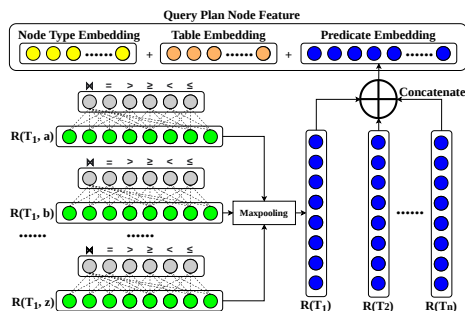 Query Plan Node Feature
Node Type Embedding + Table Embedding + Predicate Embedding
......
......
......
Concatenate
⋈ = > ≥ < ≤
R(T₁, a)
⋈ = > ≥ < ≤
R(T₁, b)
Maxpooling
......
......
......
⋈ = > ≥ < ≤
R(T₁, z)
R(T₁) R(T₂) R(Tₙ)